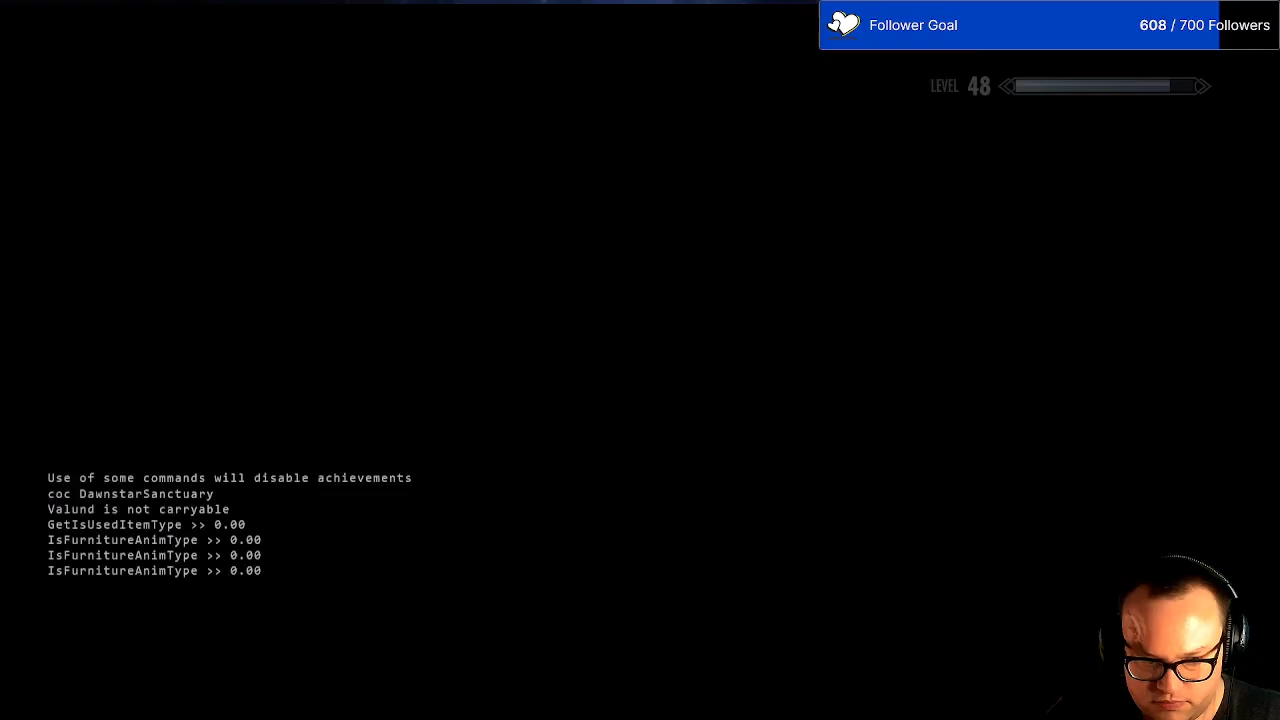 Follower Goal 608 / 700 Followers
LEVEL 48
Use of some commands will disable achievements
coc DawnstarSanctuary
Valund is not carryable
GetIsUsedItemType >> 0.00
IsFurnitureAnimType >> 0.00
IsFurnitureAnimType >> 0.00
IsFurnitureAnimType >> 0.00